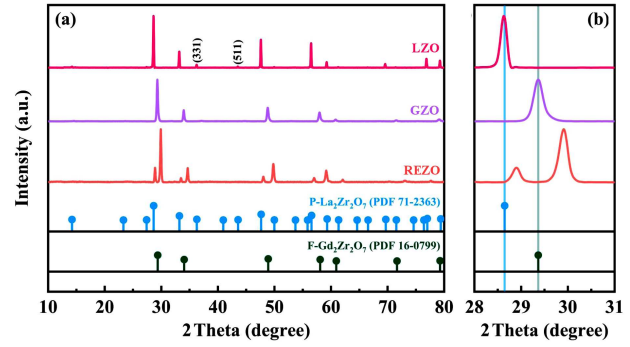 (a)
(b)
Intensity (a.u.)
(331)
(511)
LZO
GZO
REZO
P-La₂Zr₂O₇ (PDF 71-2363)
F-Gd₂Zr₂O₇ (PDF 16-0799)
10 20 30 40 50 60 70 80
28 29 30 31
2 Theta (degree)
2 Theta (degree)